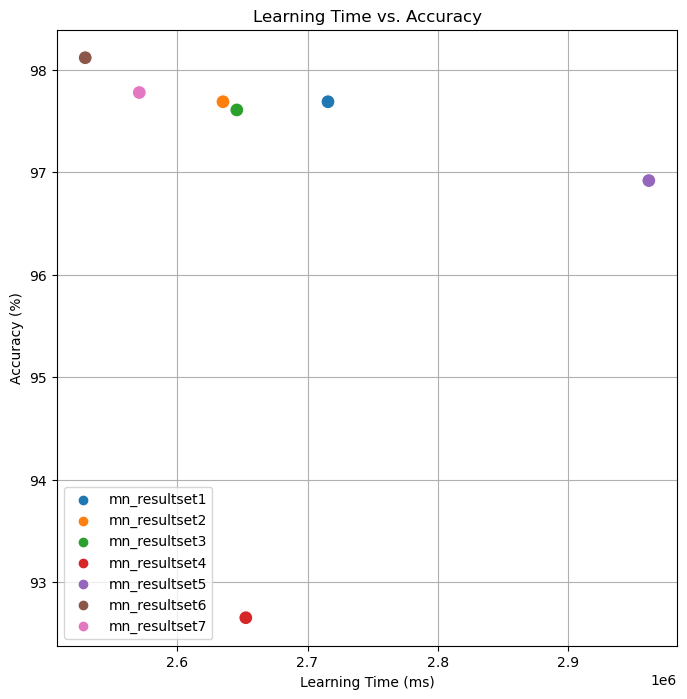 Learning Time vs. Accuracy
Accuracy (%)
98
97
96
95
94
93
mn_resultset1
mn_resultset2
mn_resultset3
mn_resultset4
mn_resultset5
mn_resultset6
mn_resultset7
2.6 2.7 2.8 2.9
1e6
Learning Time (ms)